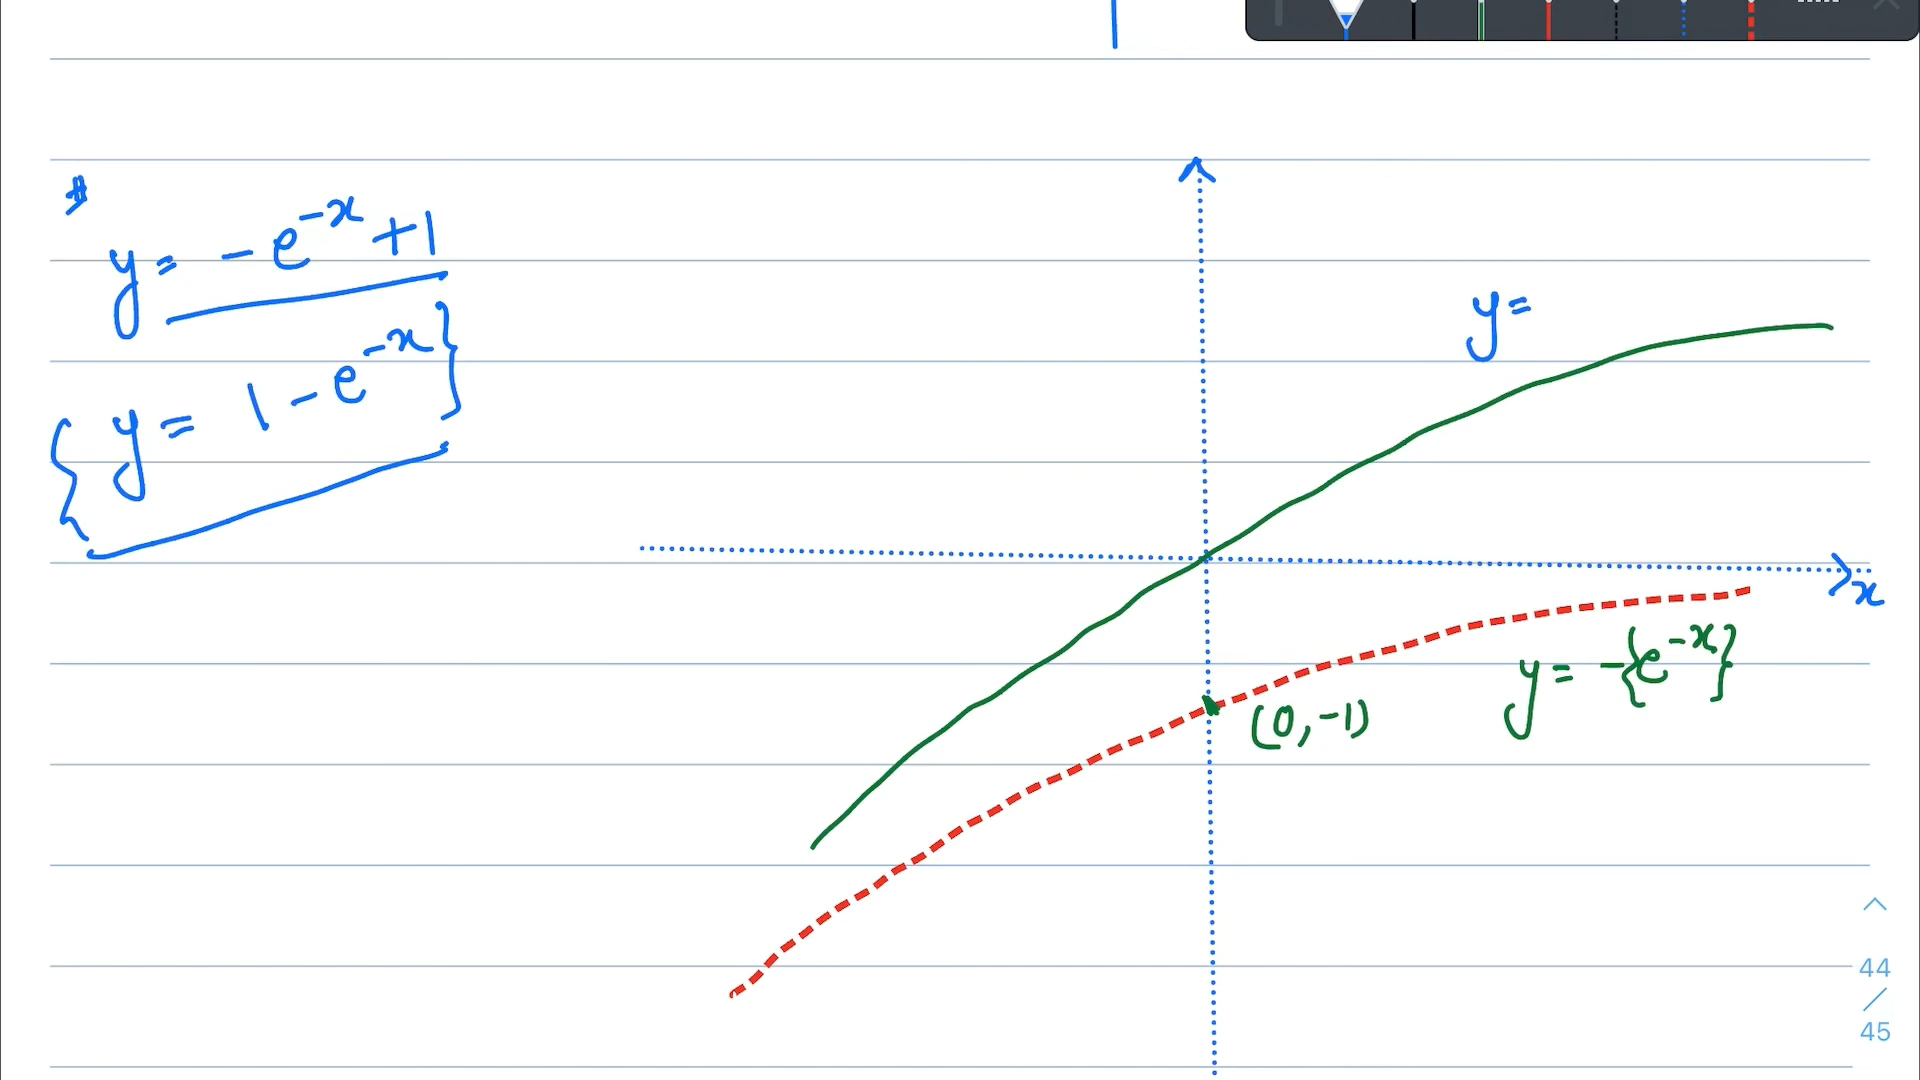 y = -e^{-x} + 1
{ y = 1 - e^{-x} }
y =
x
y = -{e^{-x}}
(0, -1)
44
/
45